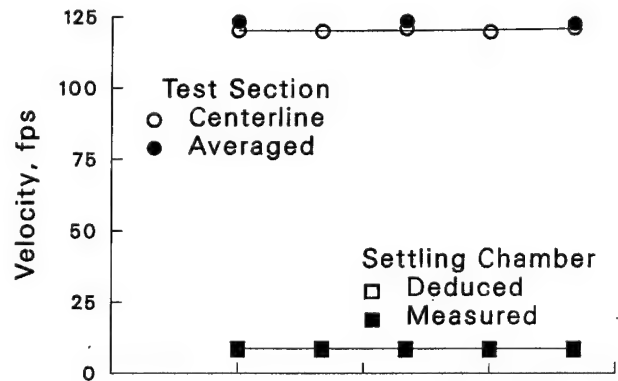 125
100
75
50
25
0
Velocity, fps
Test Section
Centerline
Averaged
Settling Chamber
Deduced
Measured